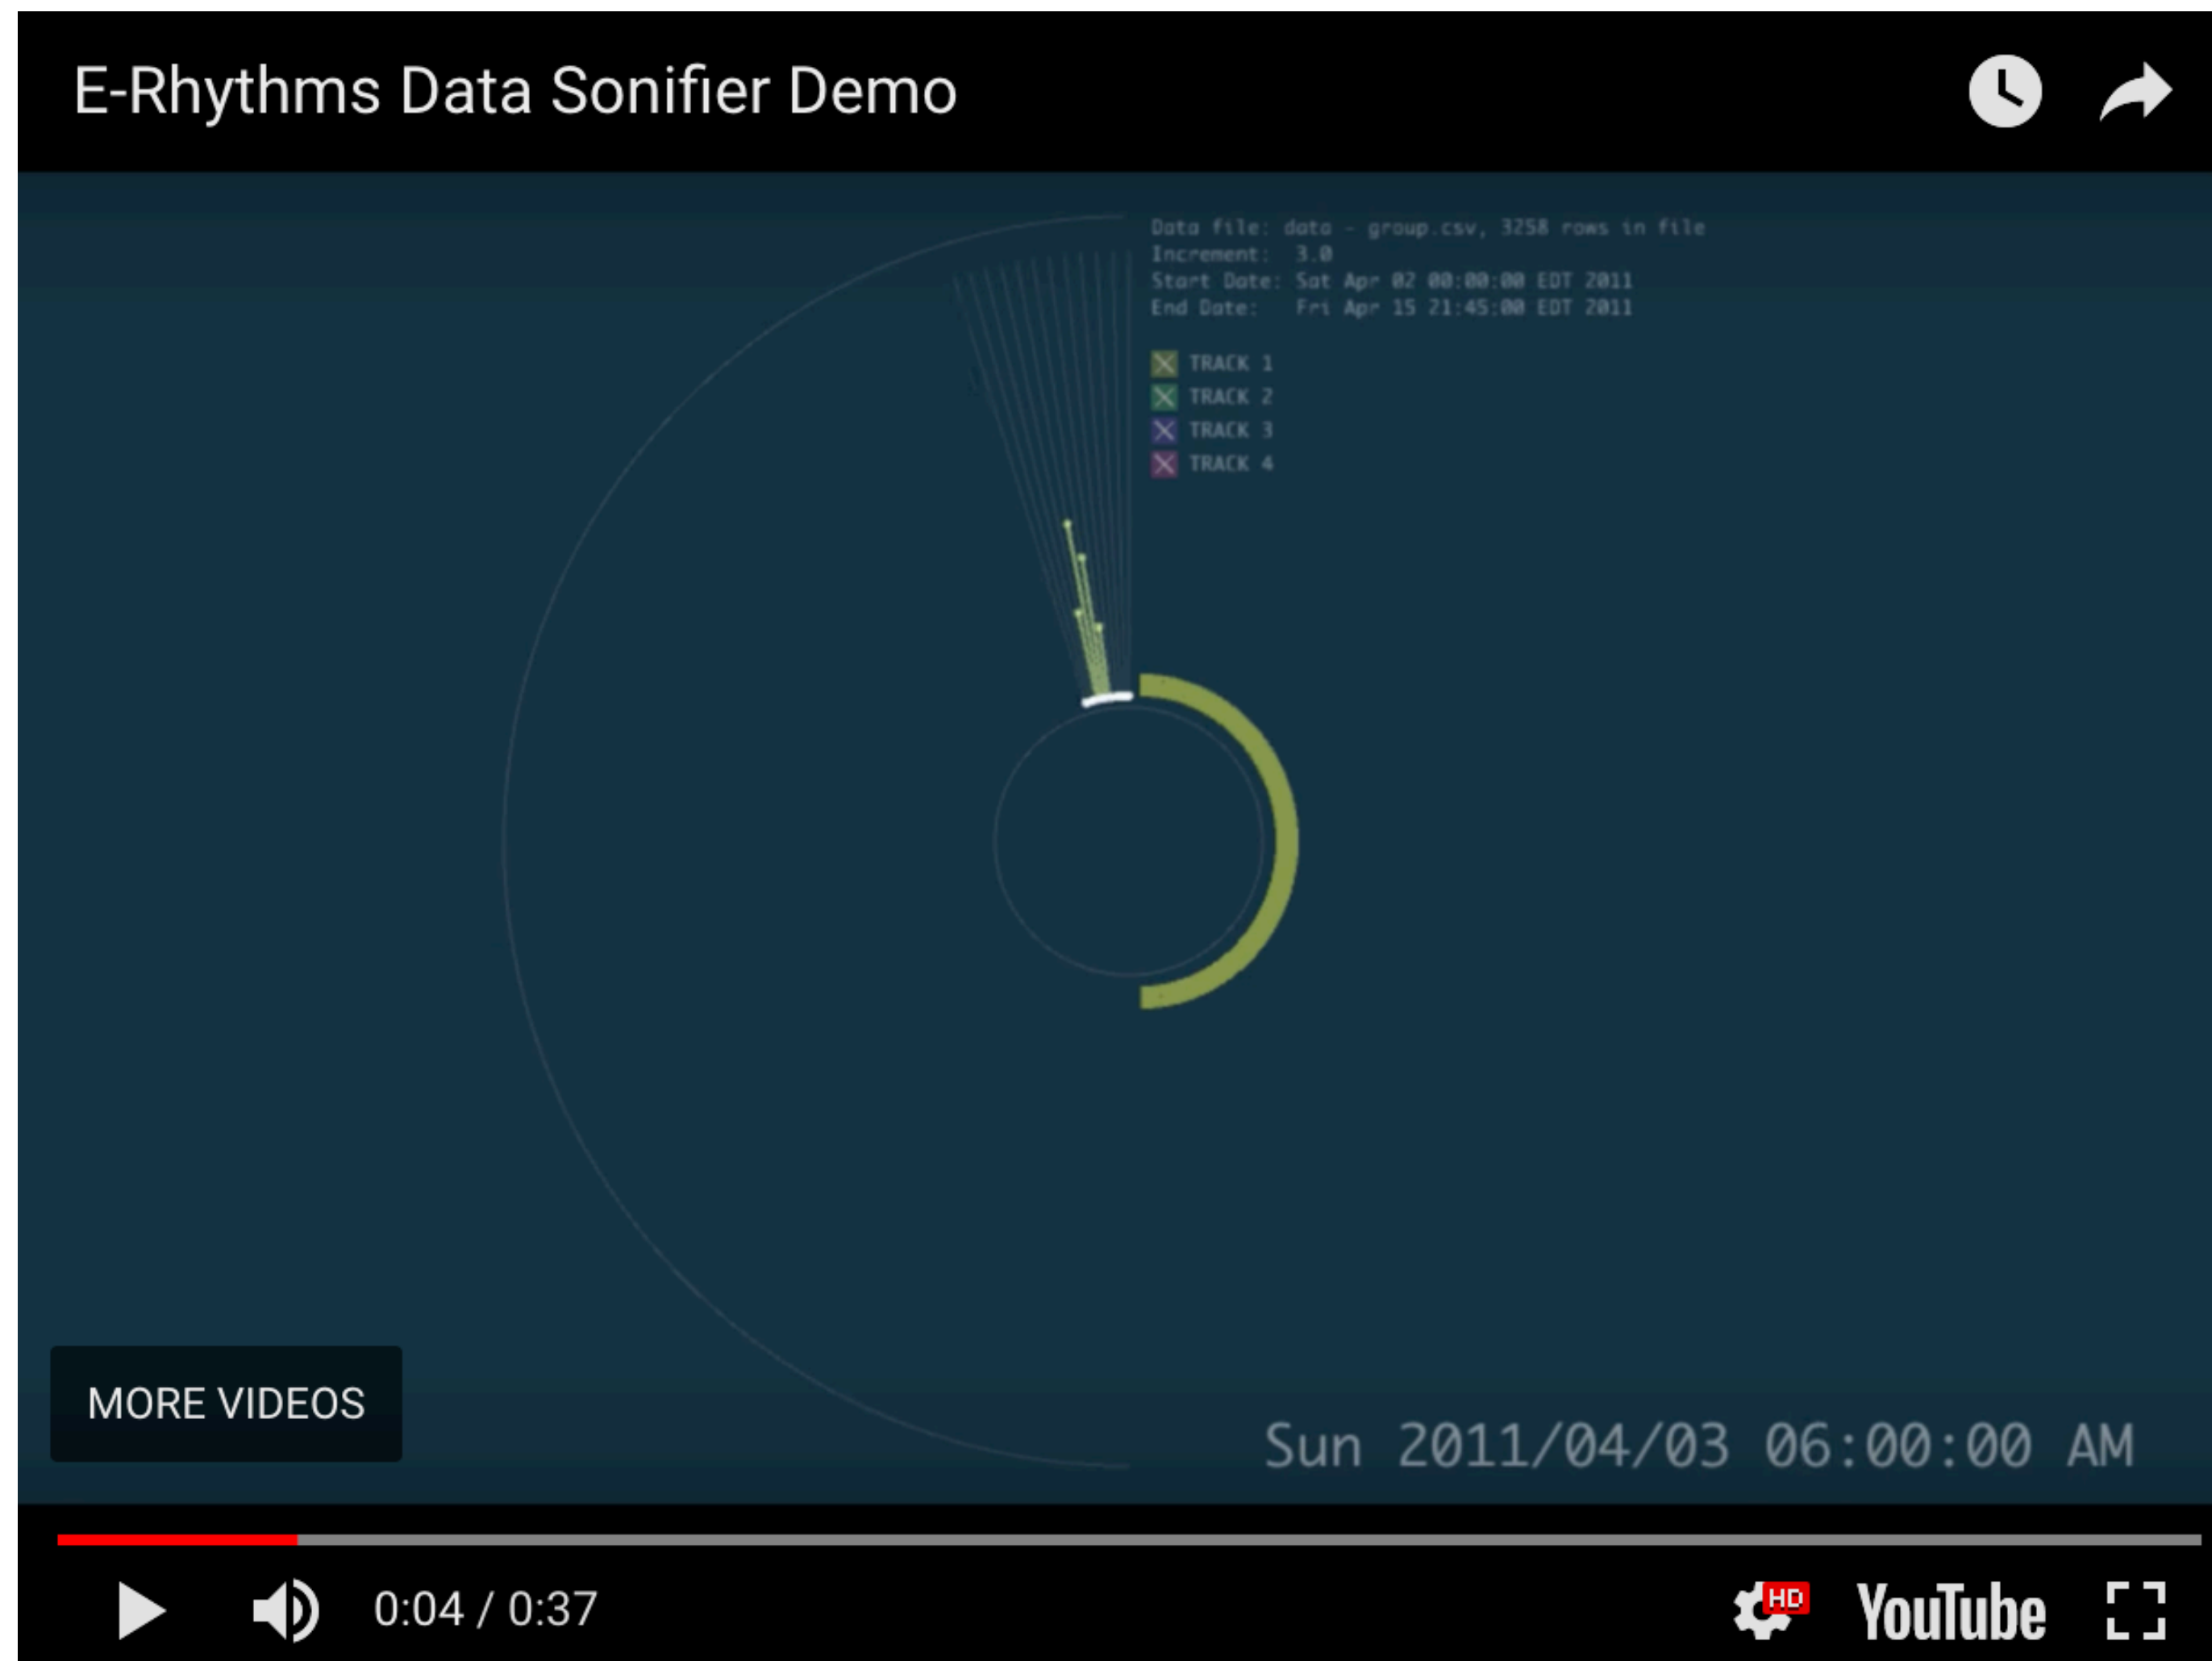 E-Rhythms Data Sonifier Demo
Data file: data - group.csv, 3258 rows in file
Increment: 3.0
Start Date: Sat Apr 02 00:00:00 EDT 2011
End Date: Fri Apr 15 21:45:00 EDT 2011
TRACK 1
TRACK 2
TRACK 3
TRACK 4
MORE VIDEOS
Sun 2011/04/03 06:00:00 AM
0:04 / 0:37
HD
YouTube